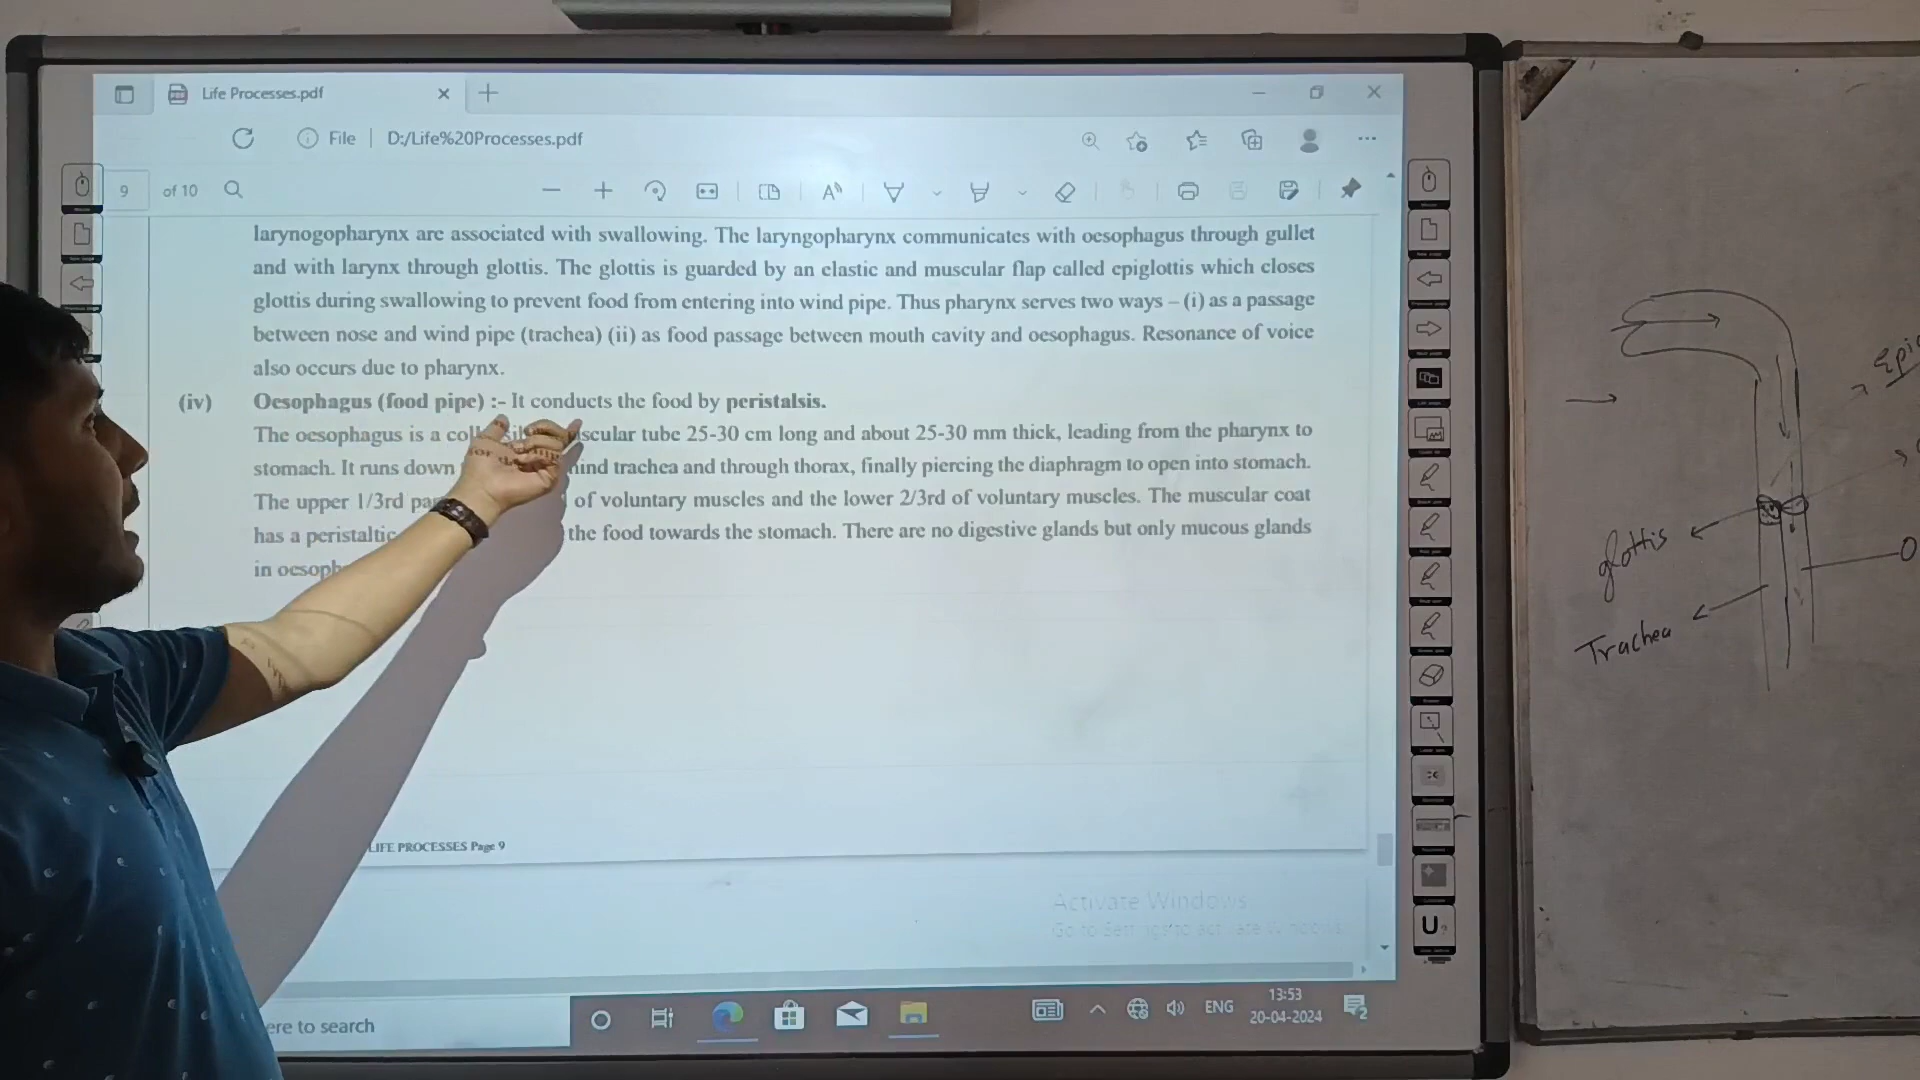 Life Processes.pdf
File D:/Life%20Processes.pdf
9 of 10
larynogopharynx are associated with swallowing. The laryngopharynx communicates with oesophagus through gullet
and with larynx through glottis. The glottis is guarded by an elastic and muscular flap called epiglottis which closes
glottis during swallowing to prevent food from entering into wind pipe. Thus pharynx serves two ways – (i) as a passage
between nose and wind pipe (trachea) (ii) as food passage between mouth cavity and oesophagus. Resonance of voice
also occurs due to pharynx.
(iv) Oesophagus (food pipe) :- It conducts the food by peristalsis.
The oesophagus is a muscular tube 25-30 cm long and about 25-30 mm thick, leading from the pharynx to
stomach. It runs down trachea and through thorax, finally piercing the diaphragm to open into stomach.
The upper 1/3rd of voluntary muscles and the lower 2/3rd of voluntary muscles. The muscular coat
has a peristaltic the food towards the stomach. There are no digestive glands but only mucous glands
in
LIFE PROCESSES Page 9
Activate Windows
Go to Settings to activate Windows.
to search
ENG
13:53
20-04-2024
2
U
Epi
glottis
O
Trachea